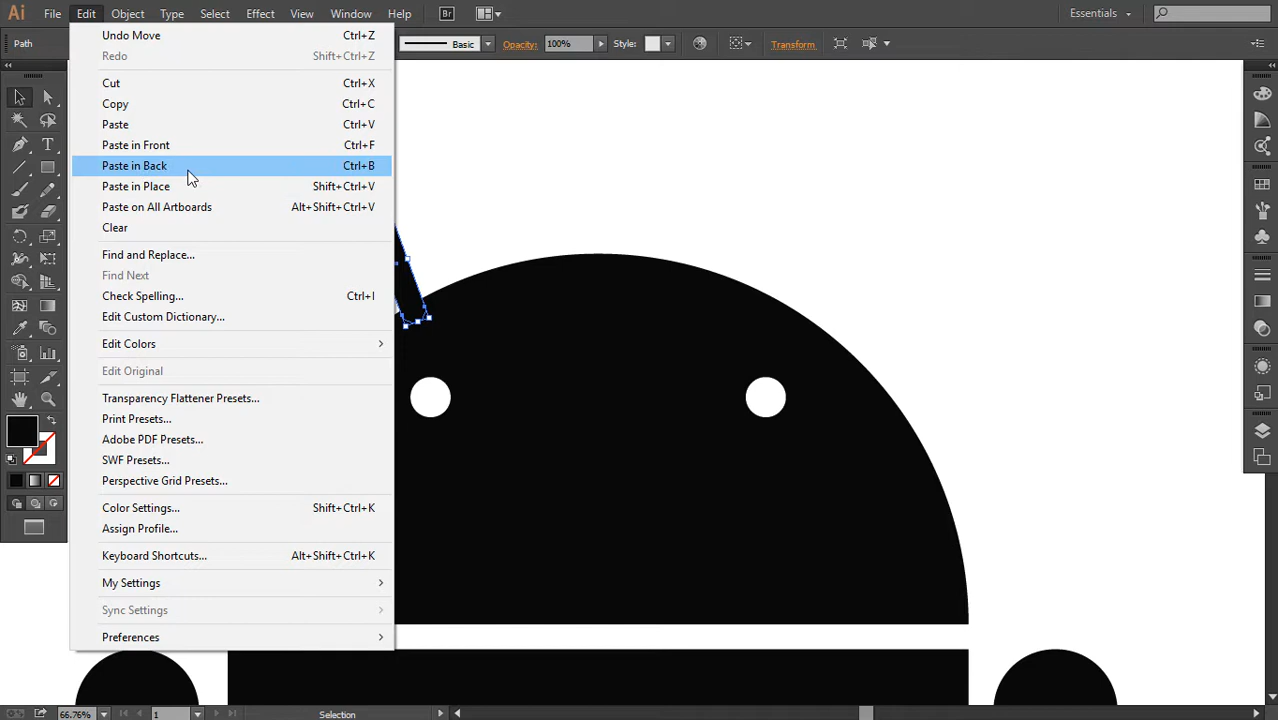 Ai File Edit Object Type Select Effect View Window Help Br Essentials
Path Basic Opacity: 100% Style: Transform
Undo Move Ctrl+Z
Redo Shift+Ctrl+Z
Cut Ctrl+X
Copy Ctrl+C
Paste Ctrl+V
Paste in Front Ctrl+F
Paste in Back Ctrl+B
Paste in Place Shift+Ctrl+V
Paste on All Artboards Alt+Shift+Ctrl+V
Clear
Find and Replace...
Find Next
Check Spelling... Ctrl+I
Edit Custom Dictionary...
Edit Colors
Edit Original
Transparency Flattener Presets...
Print Presets...
Adobe PDF Presets...
SWF Presets...
Perspective Grid Presets...
Color Settings... Shift+Ctrl+K
Assign Profile...
Keyboard Shortcuts... Alt+Shift+Ctrl+K
My Settings
Sync Settings
Preferences
66.76% 1 Selection